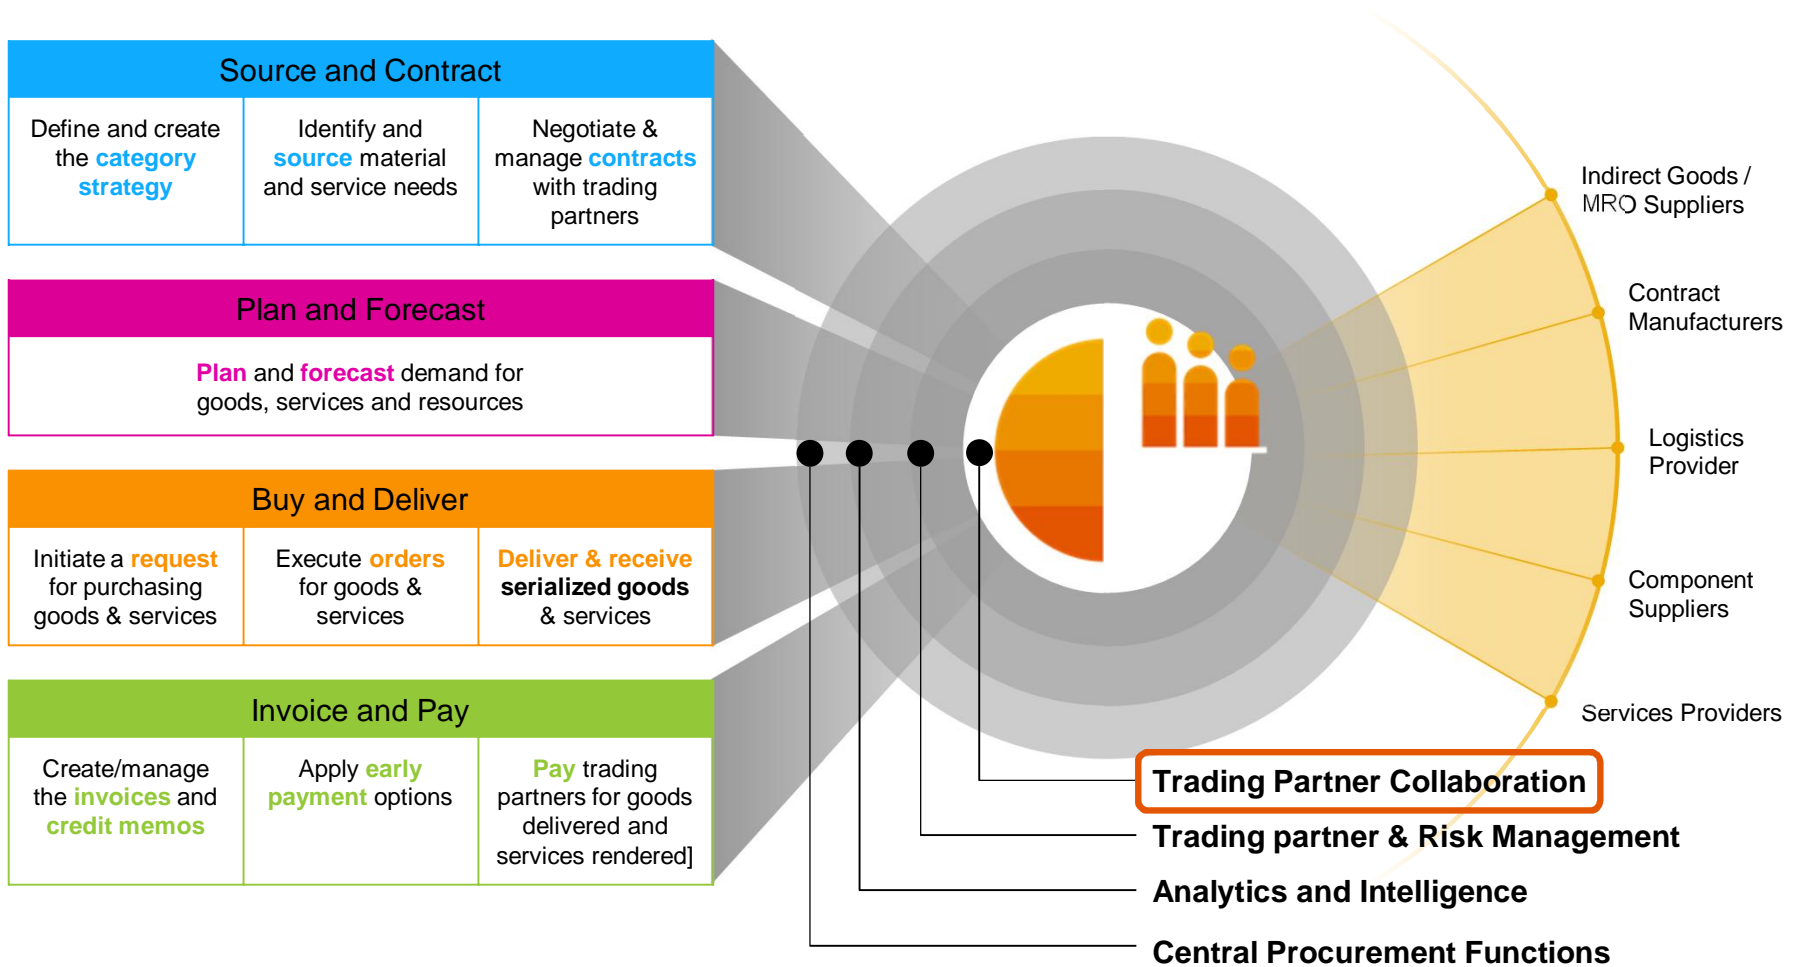 Source and Contract
Define and create
the category
strategy
Identify and
source material
and service needs
Negotiate &
manage contracts
with trading
partners
Plan and Forecast
Plan and forecast demand for
goods, services and resources
Buy and Deliver
Initiate a request
for purchasing
goods & services
Execute orders
for goods &
services
Deliver & receive
serialized goods
& services
Invoice and Pay
Create/manage
the invoices and
credit memos
Apply early
payment options
Pay trading
partners for goods
delivered and
services rendered]
Indirect Goods /
MRO Suppliers
Contract
Manufacturers
Logistics
Provider
Component
Suppliers
Services Providers
Trading Partner Collaboration
Trading partner & Risk Management
Analytics and Intelligence
Central Procurement Functions